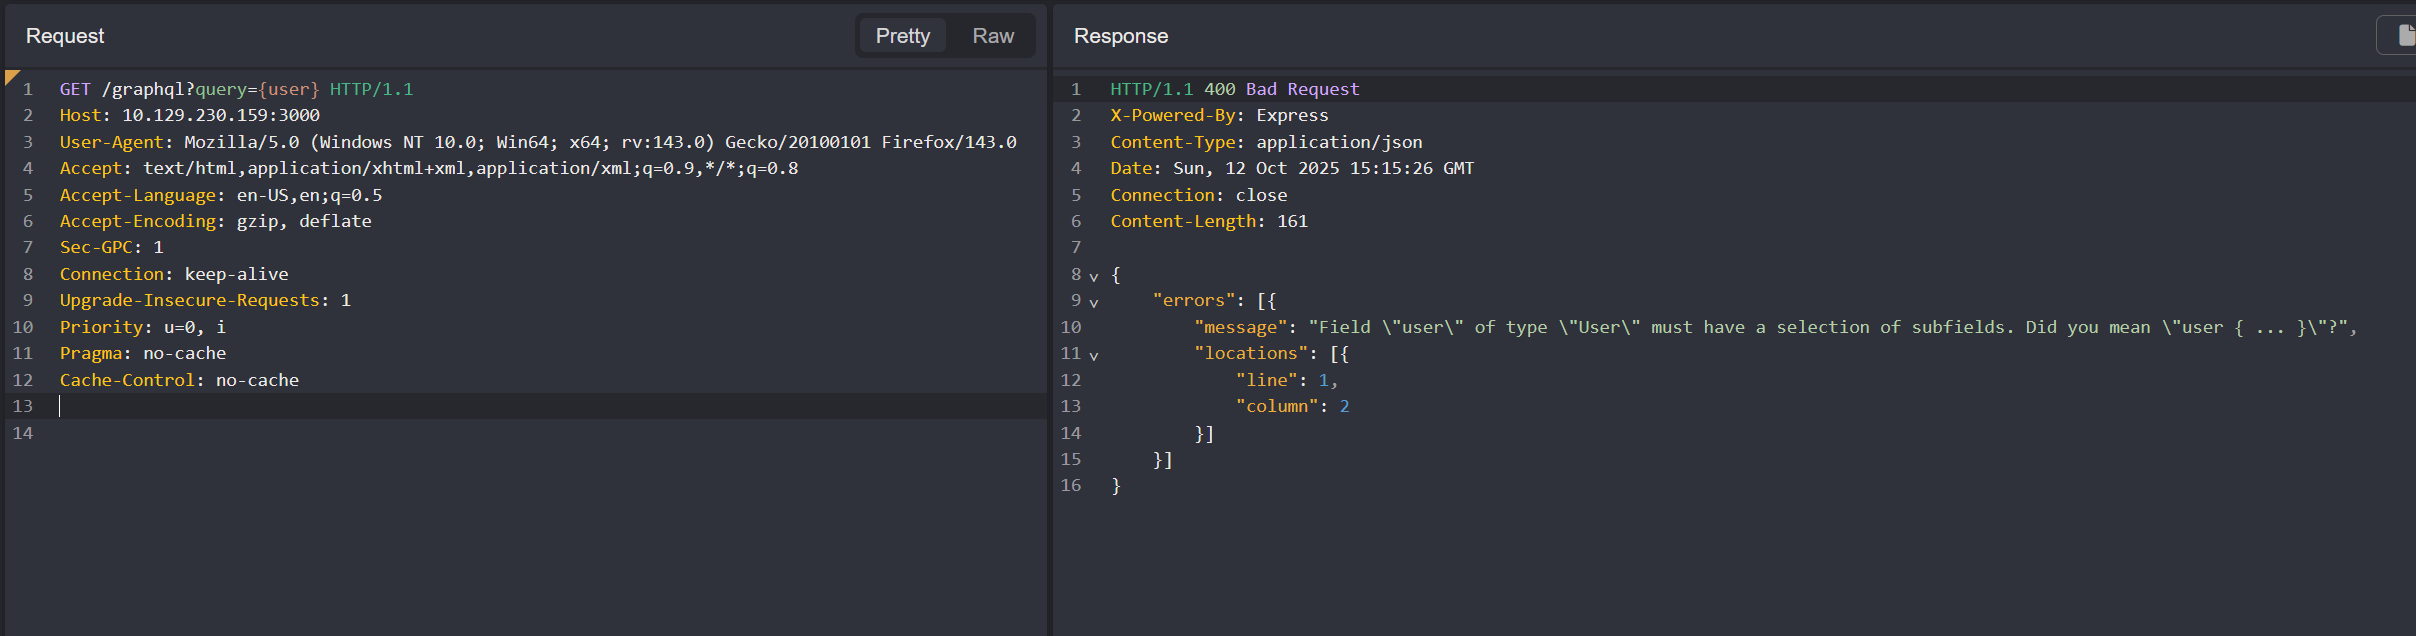 Request
Pretty
Raw
1 GET /graphql?query={user} HTTP/1.1
2 Host: 10.129.230.159:3000
3 User-Agent: Mozilla/5.0 (Windows NT 10.0; Win64; x64; rv:143.0) Gecko/20100101 Firefox/143.0
4 Accept: text/html,application/xhtml+xml,application/xml;q=0.9,*/*;q=0.8
5 Accept-Language: en-US,en;q=0.5
6 Accept-Encoding: gzip, deflate
7 Sec-GPC: 1
8 Connection: keep-alive
9 Upgrade-Insecure-Requests: 1
10 Priority: u=0, i
11 Pragma: no-cache
12 Cache-Control: no-cache
13
14
Response
1 HTTP/1.1 400 Bad Request
2 X-Powered-By: Express
3 Content-Type: application/json
4 Date: Sun, 12 Oct 2025 15:15:26 GMT
5 Connection: close
6 Content-Length: 161
7
8 {
9 "errors": [{
10 "message": "Field \"user\" of type \"User\" must have a selection of subfields. Did you mean \"user { ... }\"?",
11 "locations": [{
12 "line": 1,
13 "column": 2
14 }]
15 }]
16 }